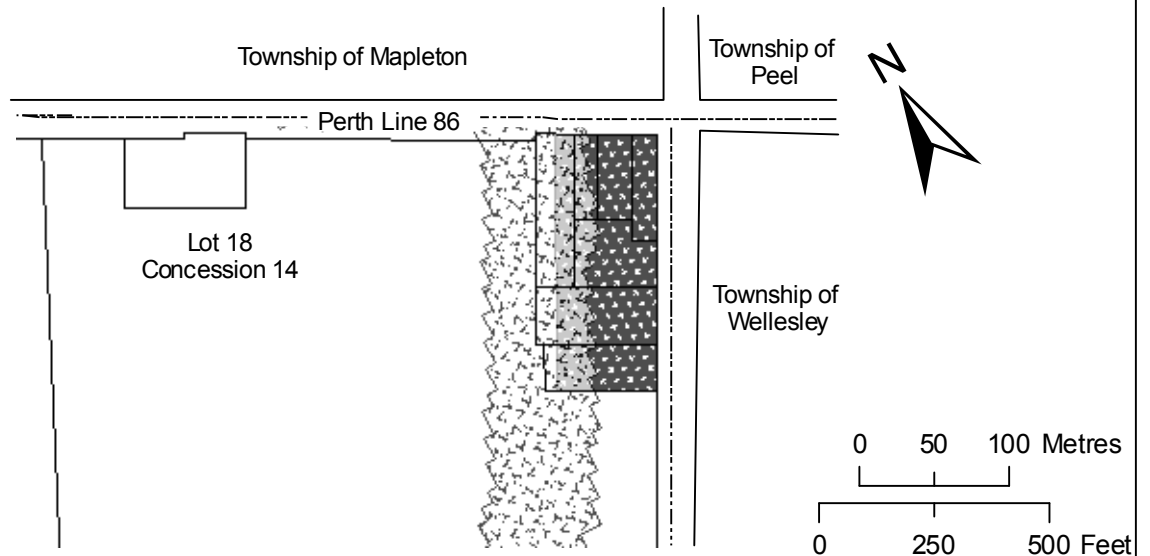 Township of Mapleton
Township of
Peel
N
Perth Line 86
Lot 18
Concession 14
Township of
Wellesley
0 50 100 Metres
0 250 500 Feet